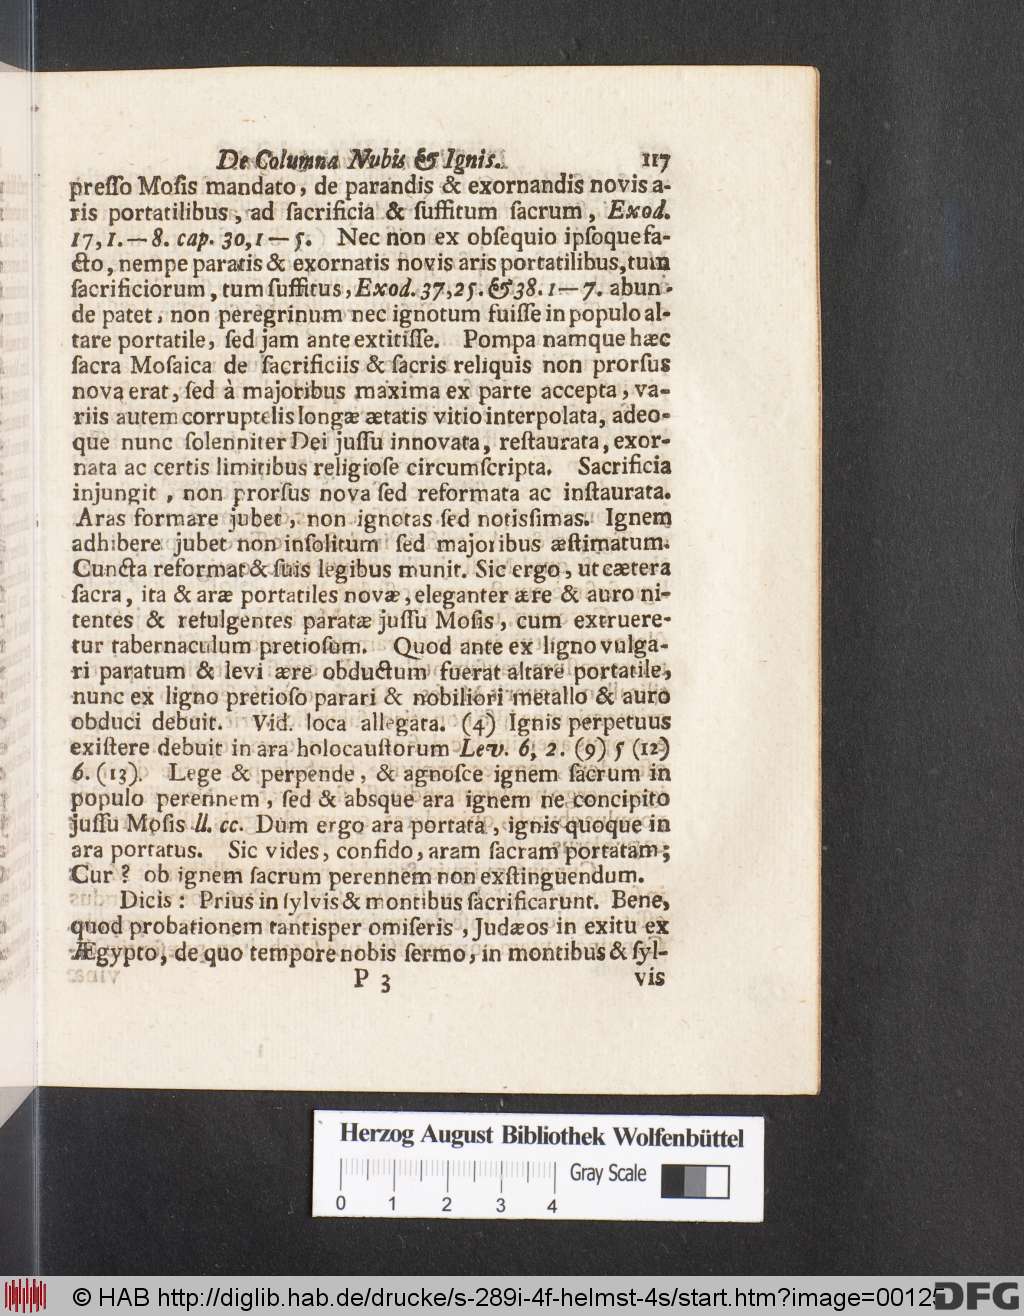 De Columna Nubis & Ignis. 117
presso Mosis mandato, de parandis & exornandis novis a-
ris portatilibus, ad sacrificia & suffitum sacrum, Exod.
17, 1. — 8. cap. 30, 1 — 5. Nec non ex obsequio ipsoque fa-
cto, nempe paratis & exornatis novis aris portatilibus, tum
sacrificiorum, tum suffitus, Exod. 37, 25. & 38. 1 — 7. abun-
de patet, non peregrinum nec ignotum fuisse in populo al-
tare portatile, sed jam ante extitisse. Pompa namque hæc
sacra Mosaica de sacrificiis & sacris reliquis non prorsus
nova erat, sed à majoribus maxima ex parte accepta, va-
riis autem corruptelis longæ ætatis vitio interpolata, adeo-
que nunc solenniter Dei jussu innovata, restaurata, exor-
nata ac certis limitibus religiose circumscripta. Sacrificia
injungit, non prorsus nova sed reformata ac instaurata.
Aras formare jubet, non ignotas sed notissimas. Ignem
adhibere jubet non insolitum sed majoribus æstimatum.
Cuncta reformat & suis legibus munit. Sic ergo, ut cætera
sacra, ita & aræ portatiles novæ, eleganter ære & auro ni-
tentes & refulgentes paratæ jussu Mosis, cum extruere-
tur tabernaculum pretiosum. Quod ante ex ligno vulga-
ri paratum & levi ære obductum fuerat altare portatile,
nunc ex ligno pretioso parari & nobiliori metallo & auro
obduci debuit. Vid. loca allegata. (4) Ignis perpetuus
existere debuit in ara holocaustorum Lev. 6, 2. (9) 5 (12)
6. (13). Lege & perpende, & agnosce ignem sacrum in
populo perennem, sed & absque ara ignem ne concipito
jussu Mosis ll. cc. Dum ergo ara portata, ignis quoque in
ara portatus. Sic vides, confido, aram sacram portatam;
Cur? ob ignem sacrum perennem non exstinguendum.
Dicis: Prius in sylvis & montibus sacrificarunt. Bene,
quod probationem tantisper omiseris, Judæos in exitu ex
Ægypto, de quo tempore nobis sermo, in montibus & syl-
P 3 vis
Herzog August Bibliothek Wolfenbüttel
Gray Scale
0 1 2 3 4
© HAB http://diglib.hab.de/drucke/s-289i-4f-helmst-4s/start.htm?image=00125
DFG